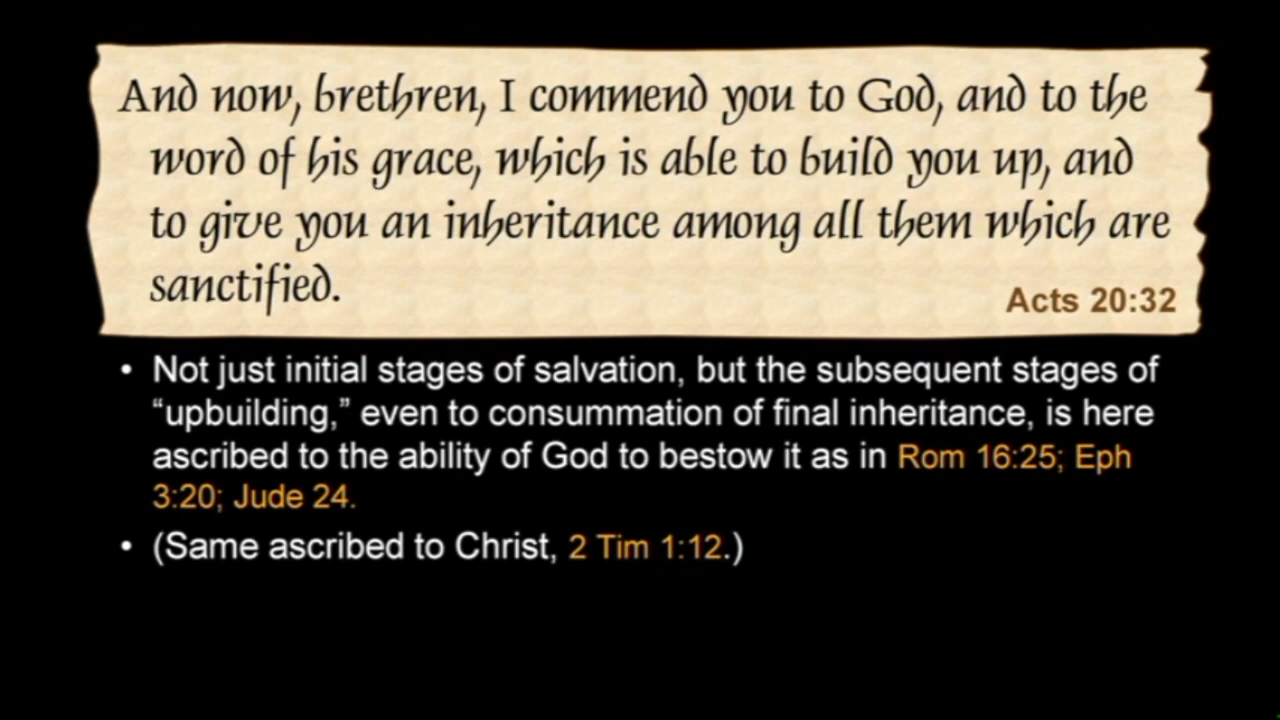 And now, brethren, I commend you to God, and to the
word of his grace, which is able to build you up, and
to give you an inheritance among all them which are
sanctified.
Acts 20:32
• Not just initial stages of salvation, but the subsequent stages of
“upbuilding,” even to consummation of final inheritance, is here
ascribed to the ability of God to bestow it as in Rom 16:25; Eph
3:20; Jude 24.
• (Same ascribed to Christ, 2 Tim 1:12.)